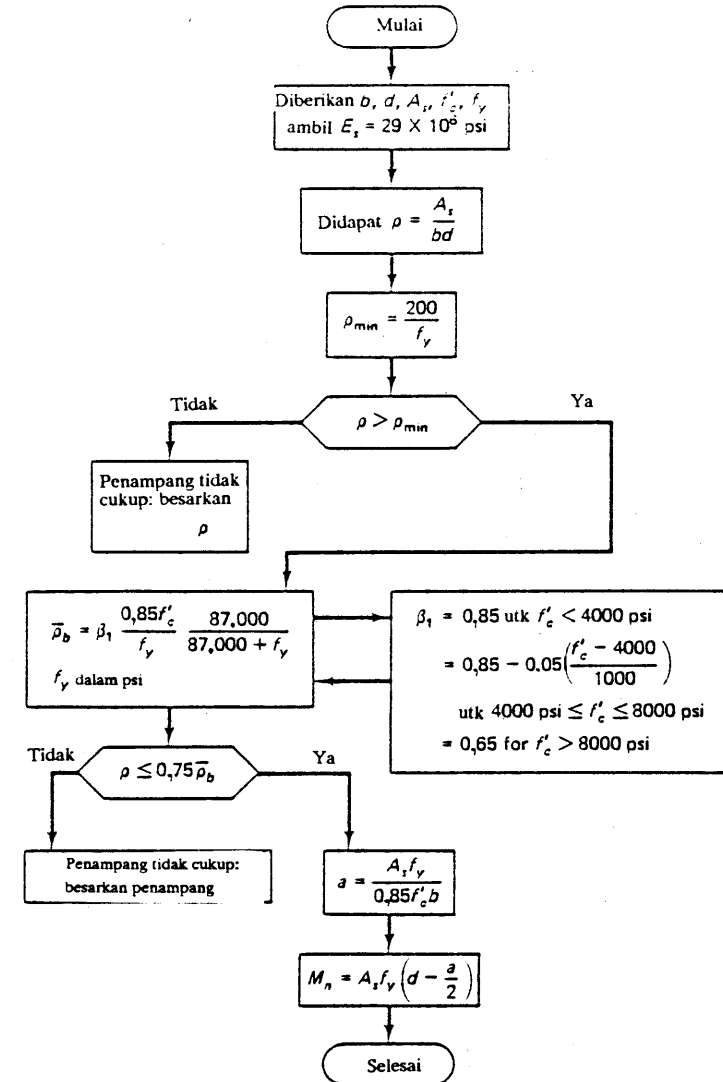 Mulai
Diberikan b, d, A_s, f'_c, f_y
ambil E_s = 29 X 10^6 psi
Didapat ρ = A_s / bd
ρ_min = 200 / f_y
Tidak
ρ > ρ_min
Ya
Penampang tidak
cukup: besarkan
ρ
ρ̅_b = β_1 0,85f'_c / f_y 87.000 / 87.000 + f_y
f_y dalam psi
β_1 = 0,85 utk f'_c < 4000 psi
= 0,85 − 0.05(f'_c − 4000 / 1000)
utk 4000 psi ≤ f'_c ≤ 8000 psi
= 0,65 for f'_c > 8000 psi
Tidak
ρ ≤ 0,75ρ̅_b
Ya
Penampang tidak cukup:
besarkan penampang
a = A_s f_y / 0,85f'_c b
M_n = A_s f_y (d − a/2)
Selesai